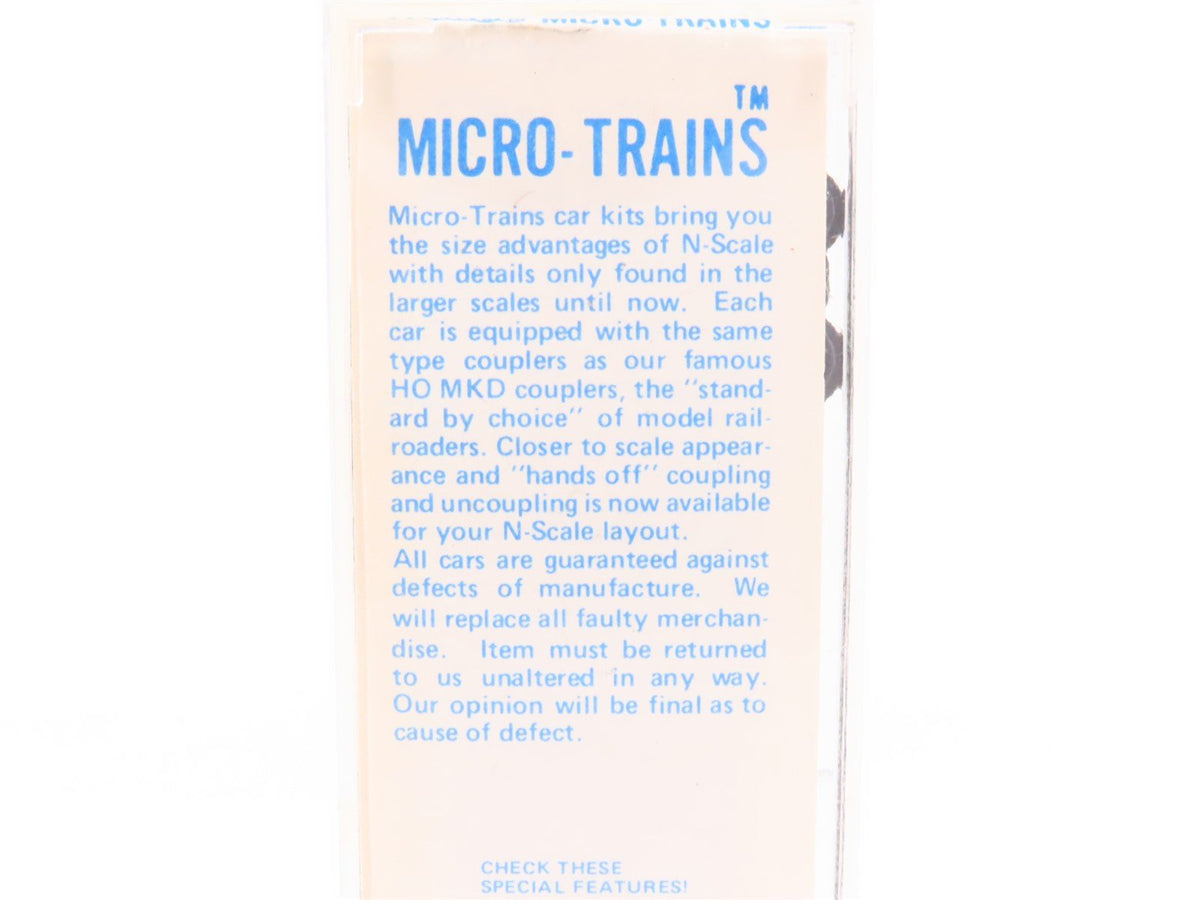 MICRO-TRAINS
TM
MICRO-TRAINS
Micro-Trains car kits bring you
the size advantages of N-Scale
with details only found in the
larger scales until now. Each
car is equipped with the same
type couplers as our famous
HO MKD couplers, the "stand-
ard by choice" of model rail-
roaders. Closer to scale appear-
ance and "hands off" coupling
and uncoupling is now available
for your N-Scale layout.
All cars are guaranteed against
defects of manufacture. We
will replace all faulty merchan-
dise. Item must be returned
to us unaltered in any way.
Our opinion will be final as to
cause of defect.
CHECK THESE
SPECIAL FEATURES!